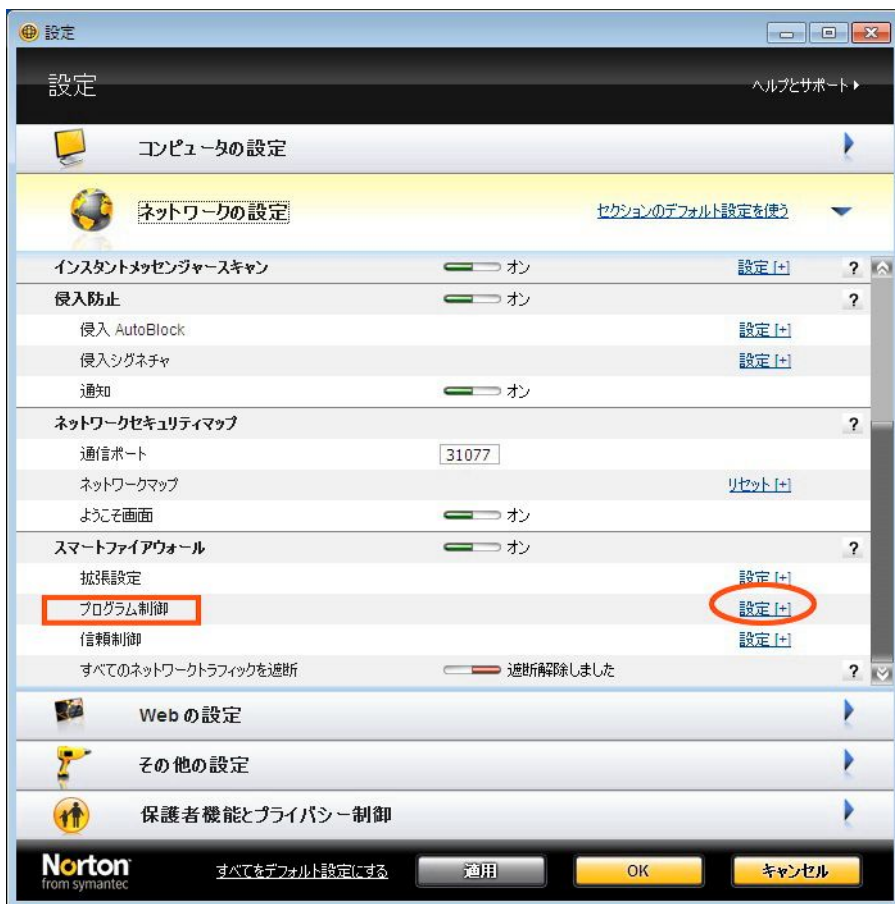 設定
設定
ヘルプとサポート
コンピュータの設定
ネットワークの設定 セクションのデフォルト設定を使う
インスタントメッセンジャースキャン オン 設定 [+] ?
侵入防止 オン ?
侵入 AutoBlock 設定 [+]
侵入シグネチャ 設定 [+]
通知 オン
ネットワークセキュリティマップ ?
通信ポート 31077
ネットワークマップ リセット [+]
ようこそ画面 オン
スマートファイアウォール オン ?
拡張設定 設定 [+]
プログラム制御 設定 [+]
信頼制御 設定 [+]
すべてのネットワークトラフィックを遮断 遮断解除しました ?
Web の設定
その他の設定
保護者機能とプライバシー制御
Norton
from symantec
すべてをデフォルト設定にする 適用 OK キャンセル